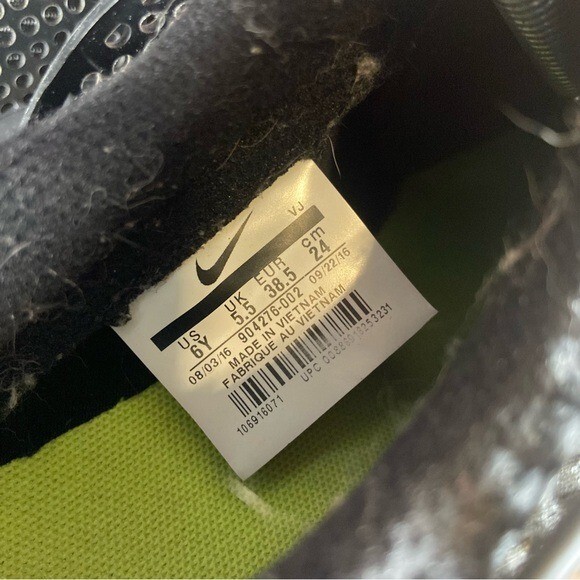 VJ
US UK EUR cm
6Y 5.5 38.5 24
08/03/16 904276-002 09/22/16
MADE IN VIETNAM
FABRIQUE AU VIETNAM
106916071
UPC